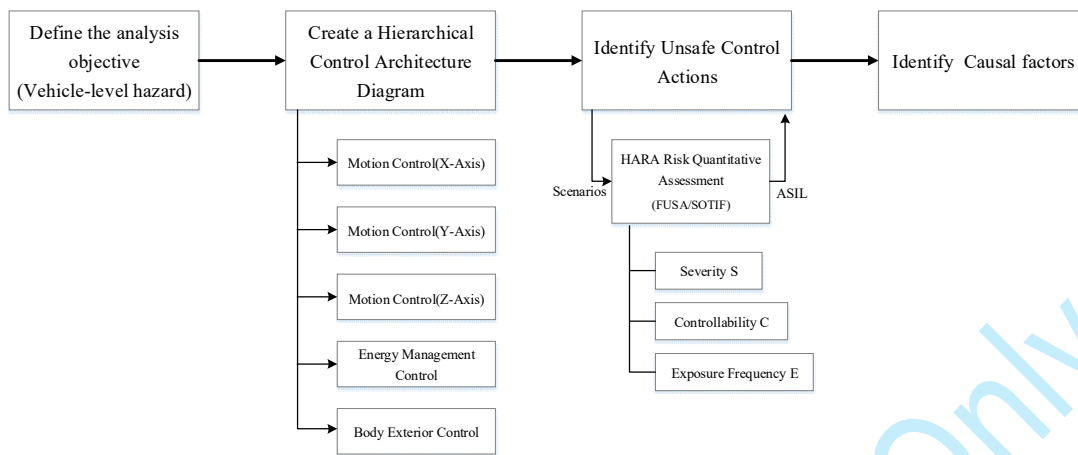 Define the analysis
objective
(Vehicle-level hazard)
Create a Hierarchical
Control Architecture
Diagram
Identify Unsafe Control
Actions
Identify Causal factors
Motion Control(X-Axis)
Motion Control(Y-Axis)
Motion Control(Z-Axis)
Energy Management
Control
Body Exterior Control
Scenarios
HARA Risk Quantitative
Assessment
(FUSA/SOTIF)
ASIL
Severity S
Controllability C
Exposure Frequency E
Only